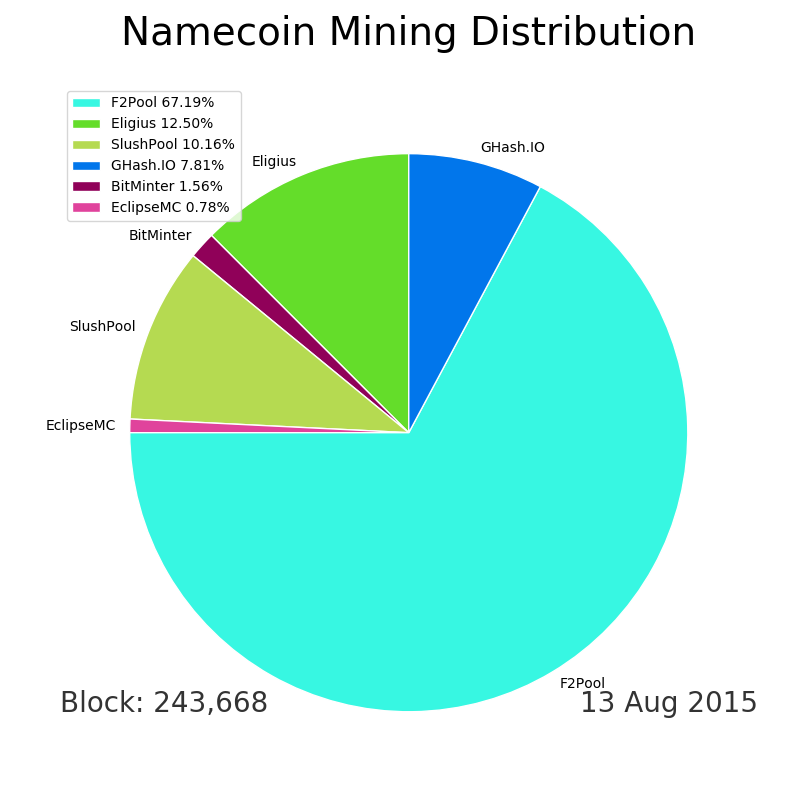 Namecoin Mining Distribution
F2Pool 67.19%
Eligius 12.50%
SlushPool 10.16%
GHash.IO 7.81%
BitMinter 1.56%
EclipseMC 0.78%
GHash.IO
Eligius
BitMinter
SlushPool
EclipseMC
F2Pool
Block: 243,668
13 Aug 2015